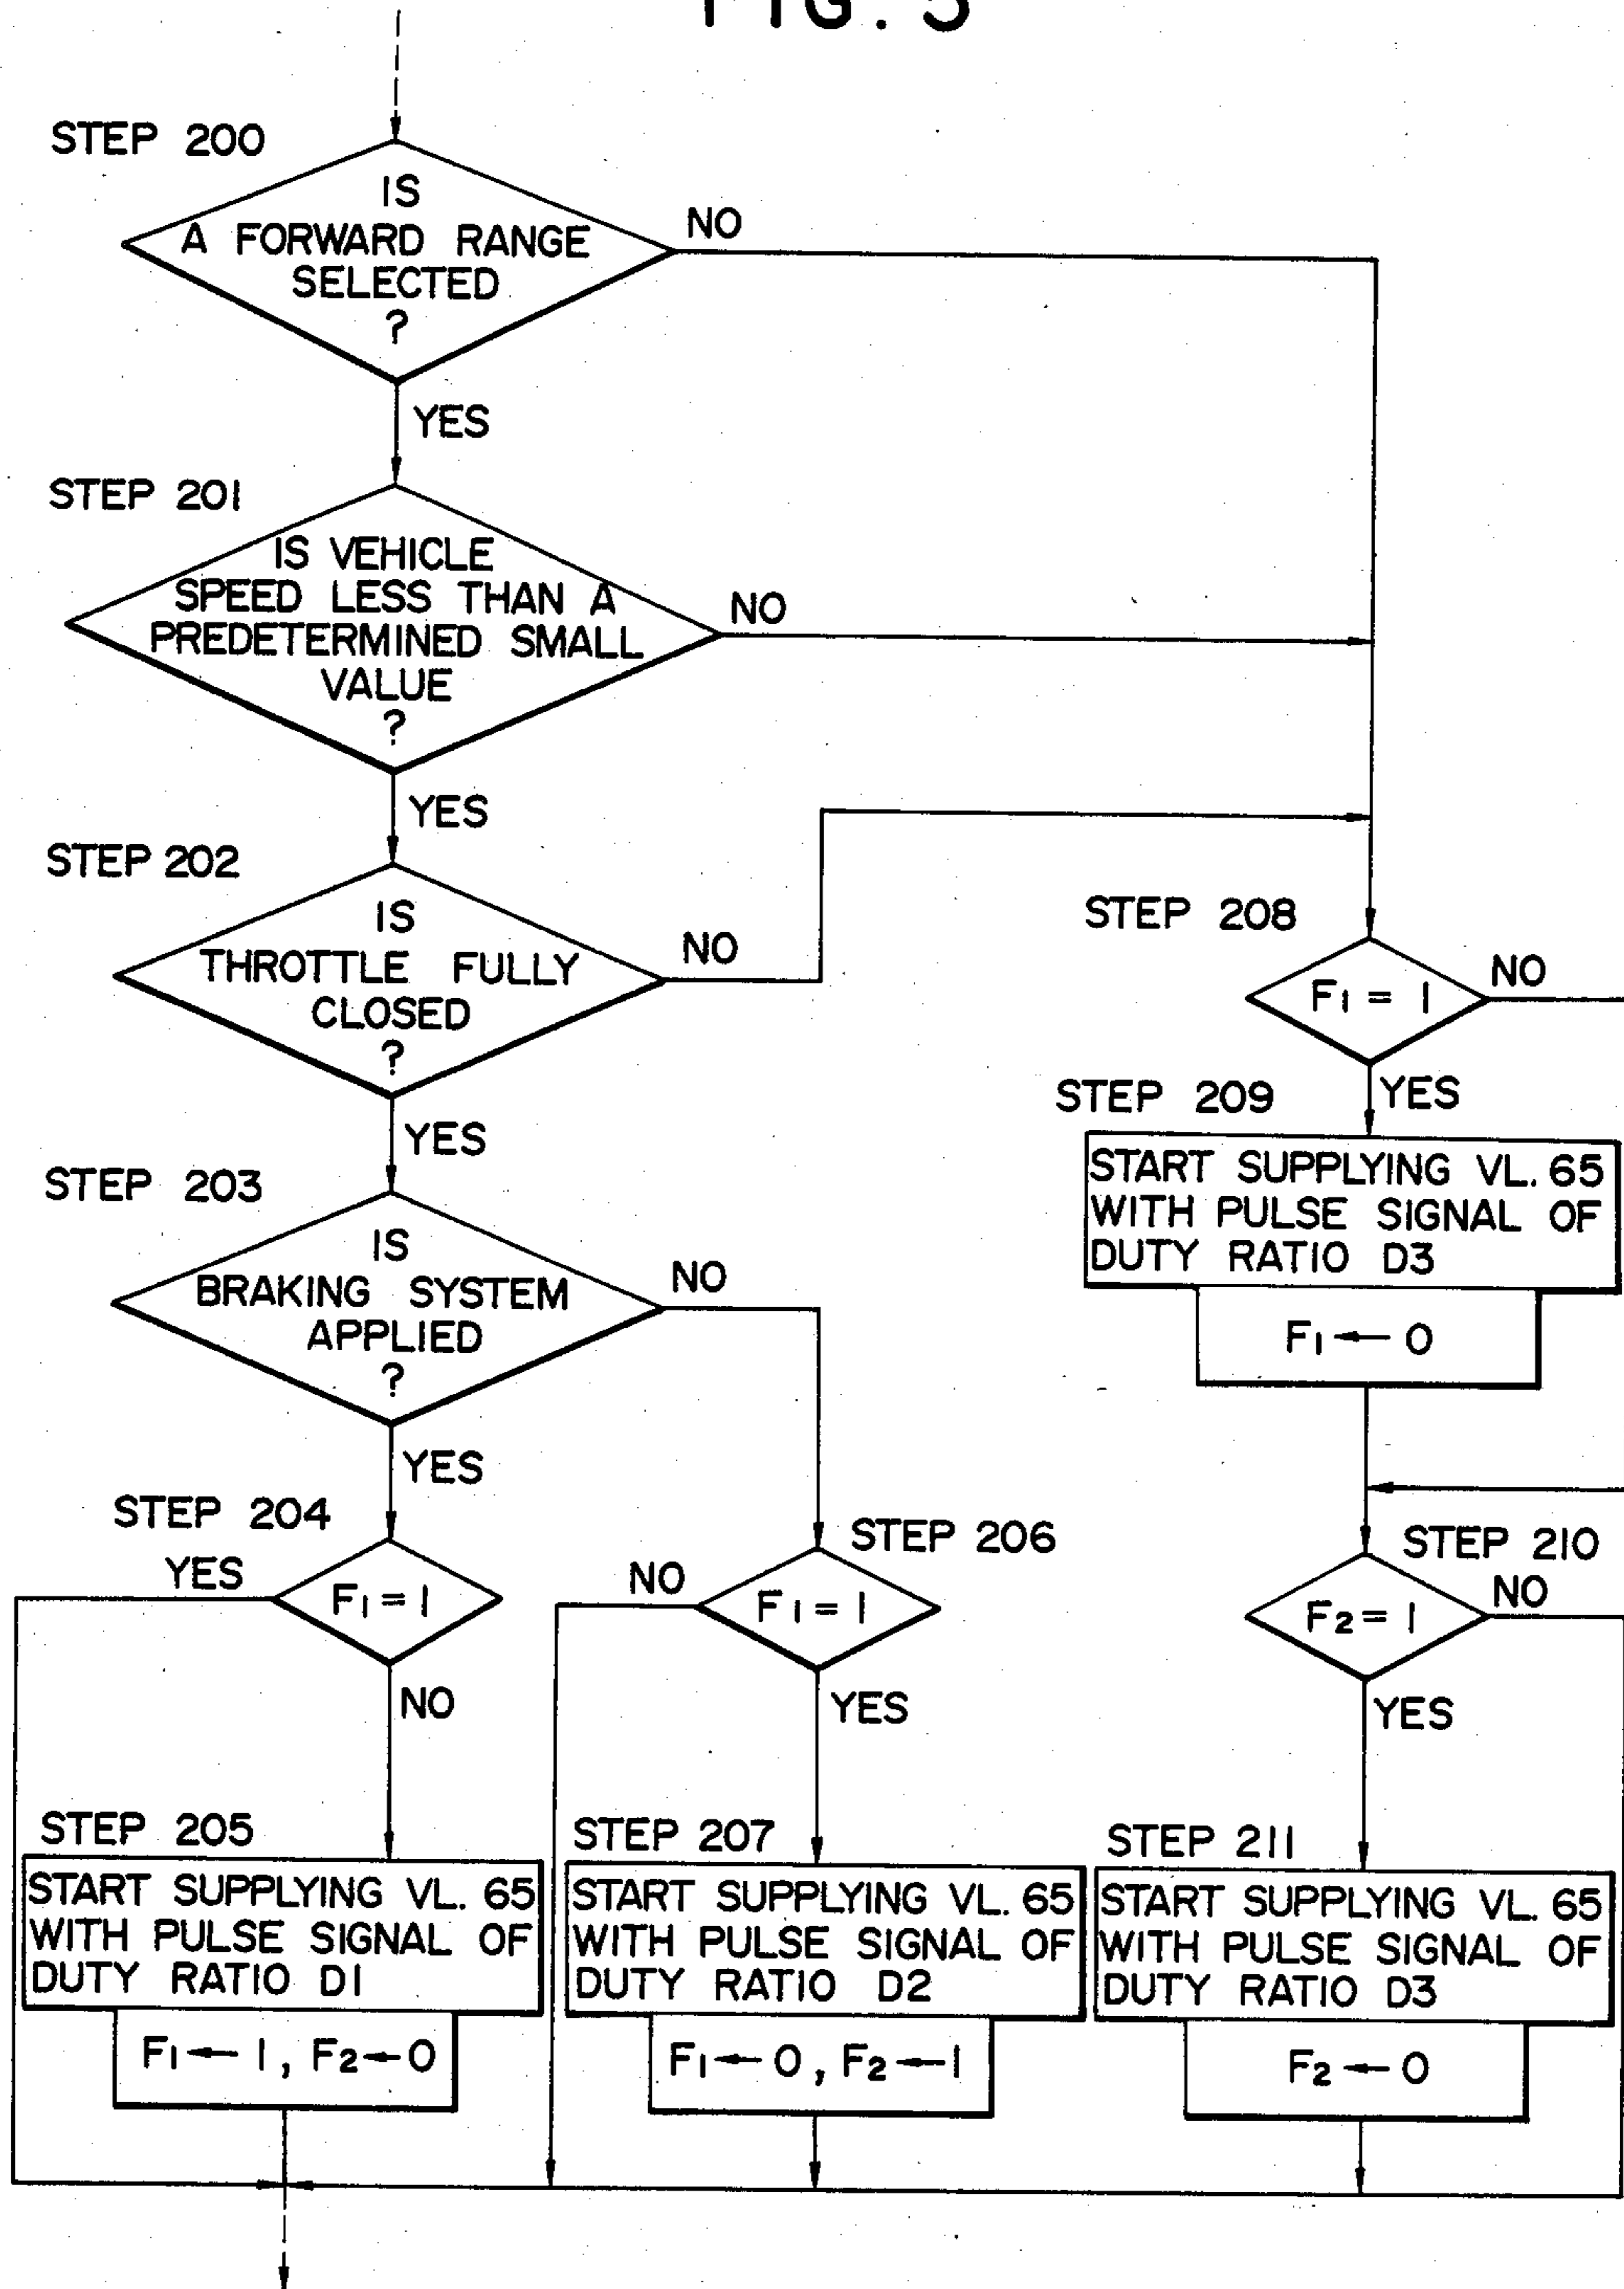 FIG. 5
STEP 200
IS
A FORWARD RANGE
SELECTED
?
NO
YES
STEP 201
IS VEHICLE
SPEED LESS THAN A
PREDETERMINED SMALL
VALUE
?
NO
YES
STEP 202
IS
THROTTLE FULLY
CLOSED
?
NO
YES
STEP 203
IS
BRAKING SYSTEM
APPLIED
?
NO
YES
STEP 204
YES
F1 = 1
NO
STEP 205
START SUPPLYING VL. 65
WITH PULSE SIGNAL OF
DUTY RATIO D1
F1 ← 1, F2 ← 0
STEP 206
NO
F1 = 1
YES
STEP 207
START SUPPLYING VL. 65
WITH PULSE SIGNAL OF
DUTY RATIO D2
F1 ← 0, F2 ← 1
STEP 208
F1 = 1
NO
YES
STEP 209
START SUPPLYING VL. 65
WITH PULSE SIGNAL OF
DUTY RATIO D3
F1 ← 0
STEP 210
F2 = 1
NO
YES
STEP 211
START SUPPLYING VL. 65
WITH PULSE SIGNAL OF
DUTY RATIO D3
F2 ← 0